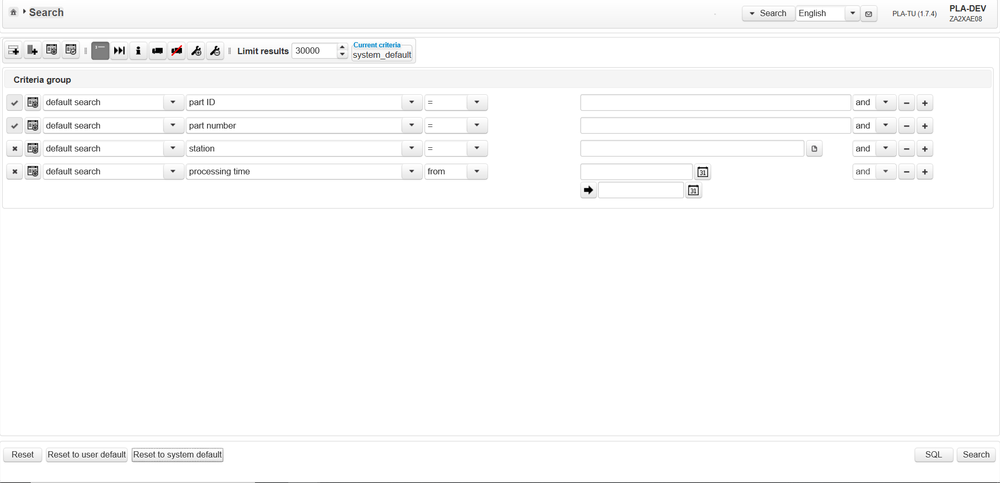 Search
Search
English
PLA-TU (1.7.4)
PLA-DEV
ZA2XAE08
Limit results
30000
Current criteria
system_default
Criteria group
default search
part ID
=
and
default search
part number
=
and
default search
station
=
and
default search
processing time
from
31
and
31
Reset
Reset to user default
Reset to system default
SQL
Search